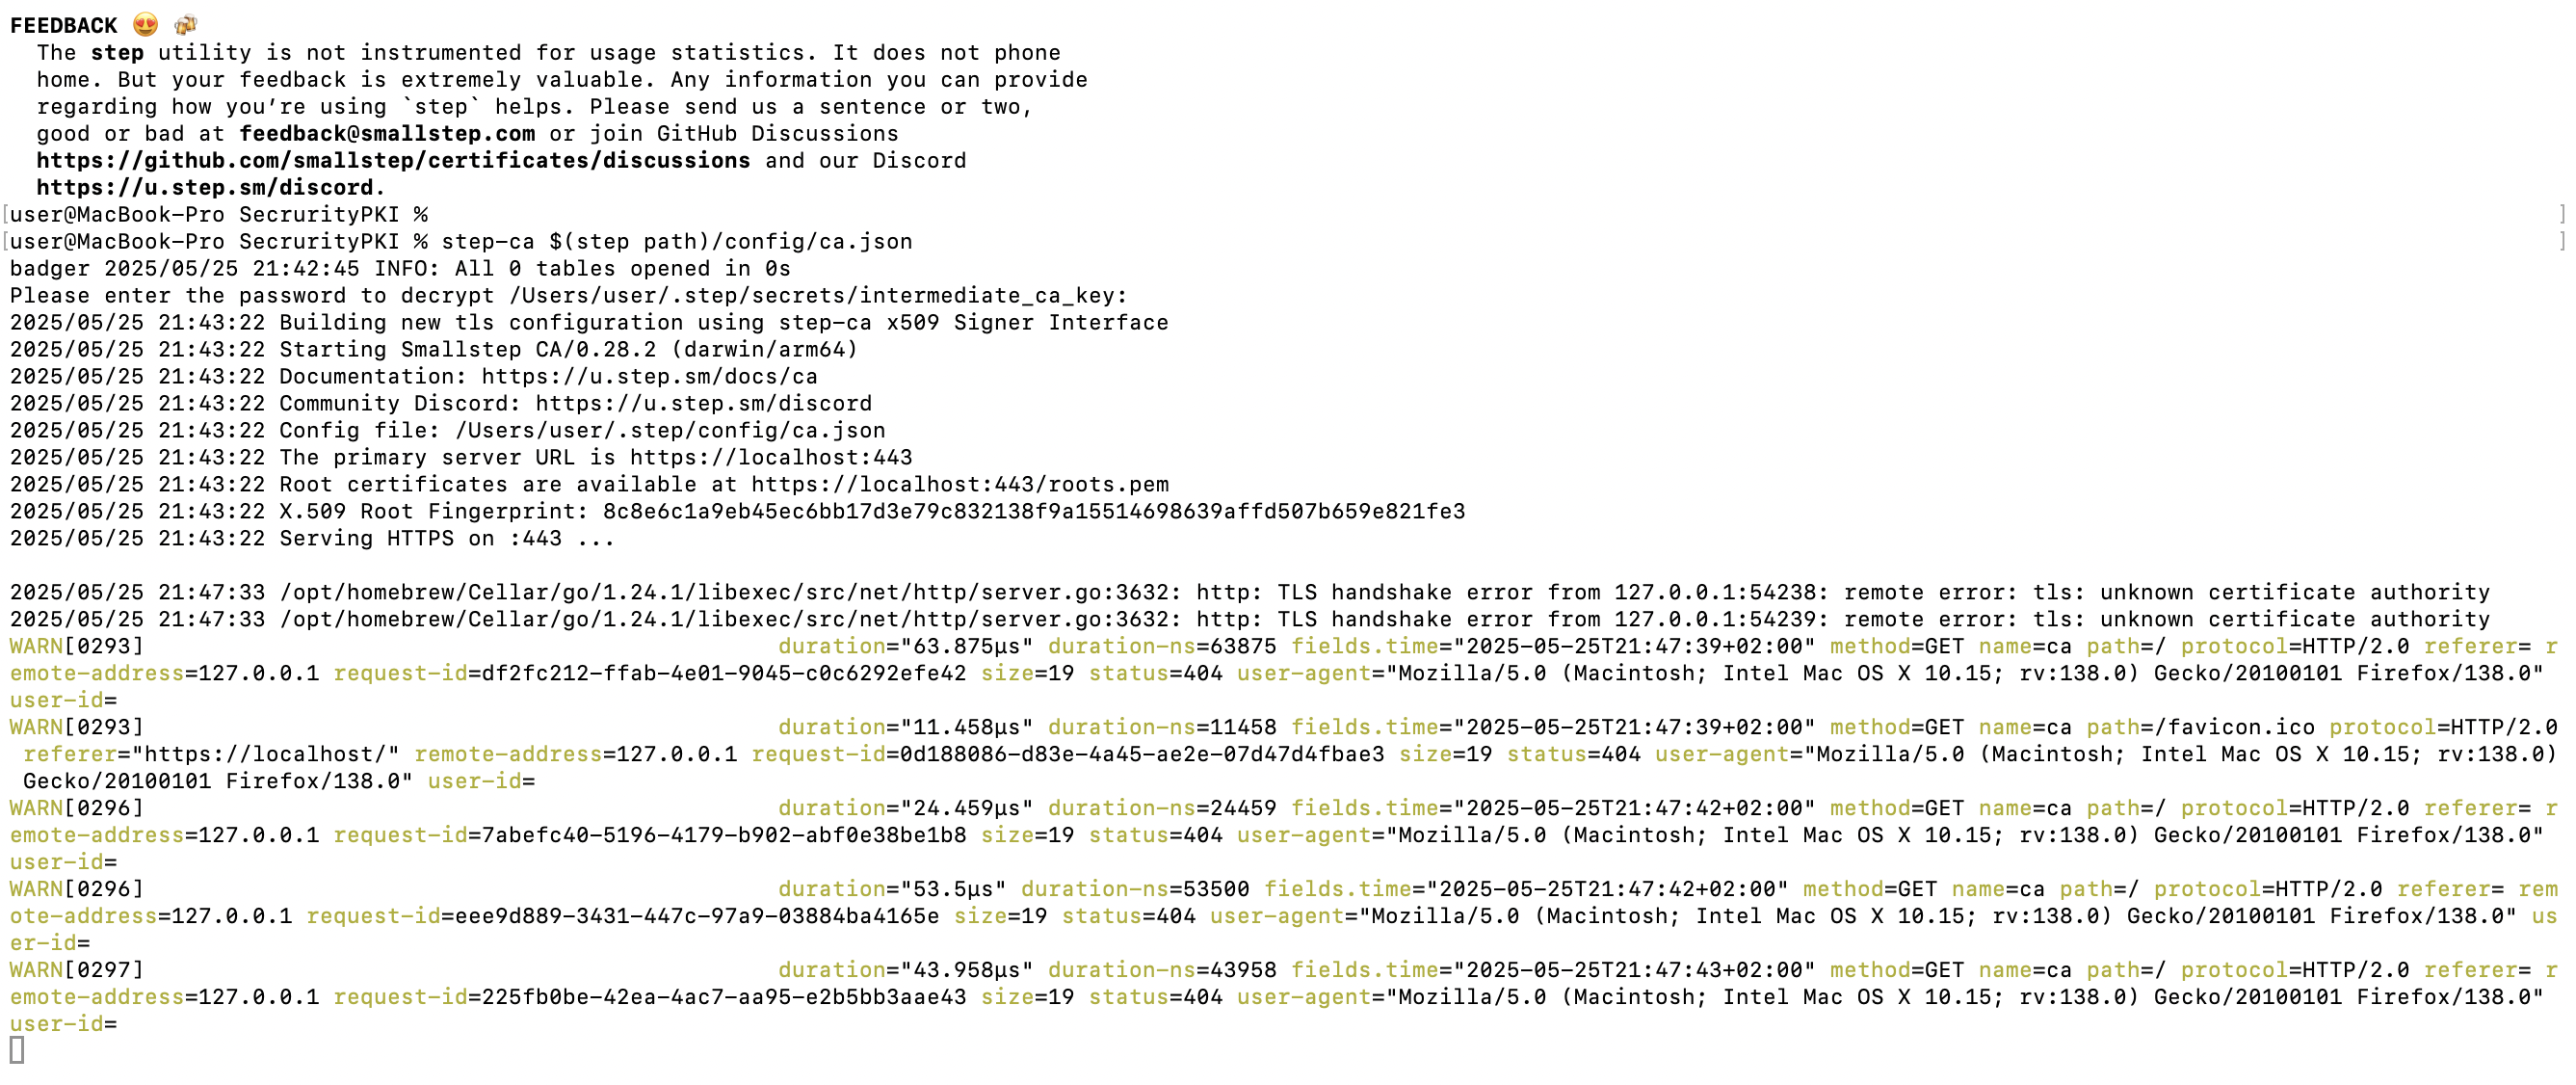 FEEDBACK 😍 🍻
The step utility is not instrumented for usage statistics. It does not phone
home. But your feedback is extremely valuable. Any information you can provide
regarding how you’re using `step` helps. Please send us a sentence or two,
good or bad at feedback@smallstep.com or join GitHub Discussions
https://github.com/smallstep/certificates/discussions and our Discord
https://u.step.sm/discord.
[user@MacBook-Pro SecrurityPKI % ]
[user@MacBook-Pro SecrurityPKI % step-ca $(step path)/config/ca.json ]
badger 2025/05/25 21:42:45 INFO: All 0 tables opened in 0s
Please enter the password to decrypt /Users/user/.step/secrets/intermediate_ca_key:
2025/05/25 21:43:22 Building new tls configuration using step-ca x509 Signer Interface
2025/05/25 21:43:22 Starting Smallstep CA/0.28.2 (darwin/arm64)
2025/05/25 21:43:22 Documentation: https://u.step.sm/docs/ca
2025/05/25 21:43:22 Community Discord: https://u.step.sm/discord
2025/05/25 21:43:22 Config file: /Users/user/.step/config/ca.json
2025/05/25 21:43:22 The primary server URL is https://localhost:443
2025/05/25 21:43:22 Root certificates are available at https://localhost:443/roots.pem
2025/05/25 21:43:22 X.509 Root Fingerprint: 8c8e6c1a9eb45ec6bb17d3e79c832138f9a15514698639affd507b659e821fe3
2025/05/25 21:43:22 Serving HTTPS on :443 ...
2025/05/25 21:47:33 /opt/homebrew/Cellar/go/1.24.1/libexec/src/net/http/server.go:3632: http: TLS handshake error from 127.0.0.1:54238: remote error: tls: unknown certificate authority
2025/05/25 21:47:33 /opt/homebrew/Cellar/go/1.24.1/libexec/src/net/http/server.go:3632: http: TLS handshake error from 127.0.0.1:54239: remote error: tls: unknown certificate authority
WARN[0293] duration="63.875µs" duration-ns=63875 fields.time="2025-05-25T21:47:39+02:00" method=GET name=ca path=/ protocol=HTTP/2.0 referer= r
emote-address=127.0.0.1 request-id=df2fc212-ffab-4e01-9045-c0c6292efe42 size=19 status=404 user-agent="Mozilla/5.0 (Macintosh; Intel Mac OS X 10.15; rv:138.0) Gecko/20100101 Firefox/138.0"
user-id=
WARN[0293] duration="11.458µs" duration-ns=11458 fields.time="2025-05-25T21:47:39+02:00" method=GET name=ca path=/favicon.ico protocol=HTTP/2.0
referer="https://localhost/" remote-address=127.0.0.1 request-id=0d188086-d83e-4a45-ae2e-07d47d4fbae3 size=19 status=404 user-agent="Mozilla/5.0 (Macintosh; Intel Mac OS X 10.15; rv:138.0)
Gecko/20100101 Firefox/138.0" user-id=
WARN[0296] duration="24.459µs" duration-ns=24459 fields.time="2025-05-25T21:47:42+02:00" method=GET name=ca path=/ protocol=HTTP/2.0 referer= r
emote-address=127.0.0.1 request-id=7abefc40-5196-4179-b902-abf0e38be1b8 size=19 status=404 user-agent="Mozilla/5.0 (Macintosh; Intel Mac OS X 10.15; rv:138.0) Gecko/20100101 Firefox/138.0"
user-id=
WARN[0296] duration="53.5µs" duration-ns=53500 fields.time="2025-05-25T21:47:42+02:00" method=GET name=ca path=/ protocol=HTTP/2.0 referer= rem
ote-address=127.0.0.1 request-id=eee9d889-3431-447c-97a9-03884ba4165e size=19 status=404 user-agent="Mozilla/5.0 (Macintosh; Intel Mac OS X 10.15; rv:138.0) Gecko/20100101 Firefox/138.0" us
er-id=
WARN[0297] duration="43.958µs" duration-ns=43958 fields.time="2025-05-25T21:47:43+02:00" method=GET name=ca path=/ protocol=HTTP/2.0 referer= r
emote-address=127.0.0.1 request-id=225fb0be-42ea-4ac7-aa95-e2b5bb3aae43 size=19 status=404 user-agent="Mozilla/5.0 (Macintosh; Intel Mac OS X 10.15; rv:138.0) Gecko/20100101 Firefox/138.0"
user-id=